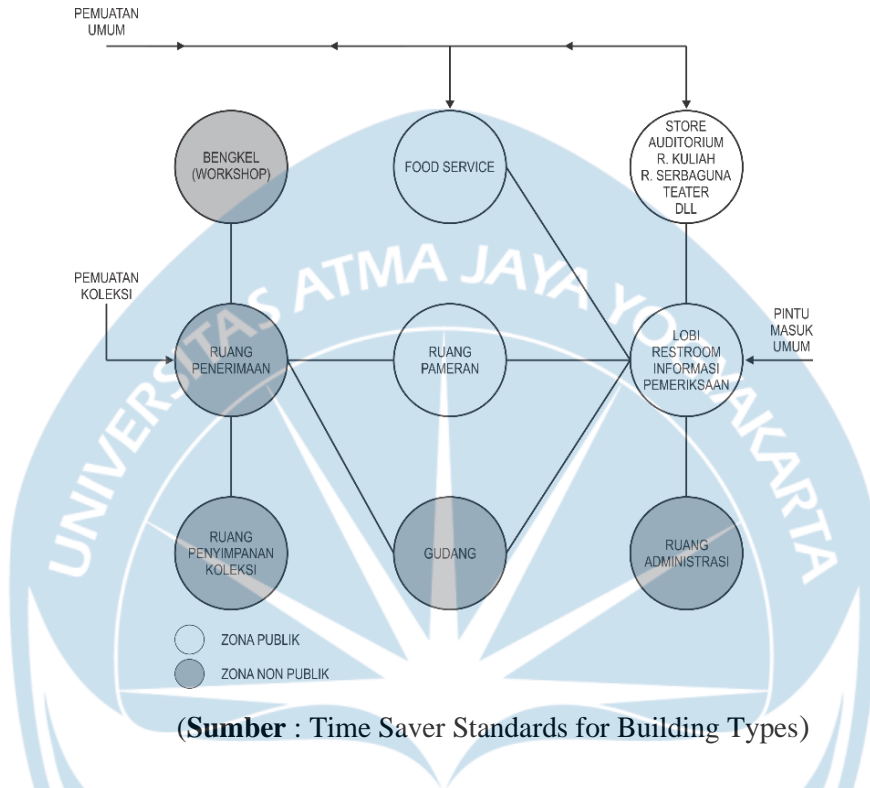 PEMUATAN
UMUM
BENGKEL
(WORKSHOP)
FOOD SERVICE
STORE
AUDITORIUM
R. KULIAH
R. SERBAGUNA
TEATER
DLL
UNIVERSITAS ATMA JAYA YOGYAKARTA
PEMUATAN
KOLEKSI
RUANG
PENERIMAAN
RUANG
PAMERAN
LOBI
RESTROOM
INFORMASI
PEMERIKSAAN
PINTU
MASUK
UMUM
RUANG
PENYIMPANAN
KOLEKSI
GUDANG
RUANG
ADMINISTRASI
ZONA PUBLIK
ZONA NON PUBLIK
(Sumber : Time Saver Standards for Building Types)